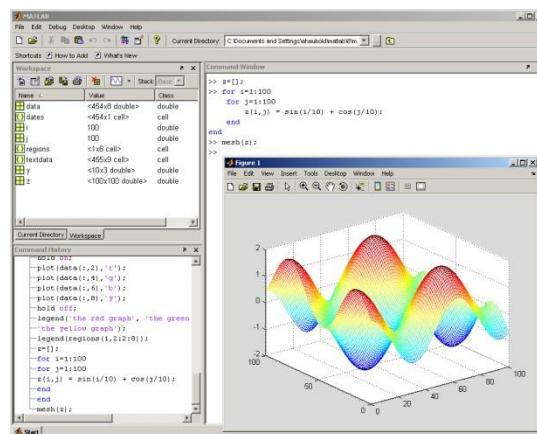 MATLAB
File Edit View Debug Desktop Window Help
Current Directory: C:\Documents and Settings\
Shortcuts How to Add What's New
Workspace
Stack: Base
Name Value Class
data <454x8 double> double
dates <454x1 cell> cell
i 100 double
j 100 double
regions <1x8 cell> cell
textdata <455x9 cell> cell
y <10x3 double> double
z <100x100 double> double
Current Directory Workspace
Command History
hold on;
plot(data(:,2),'r');
plot(data(:,4),'g');
plot(data(:,6),'b');
plot(data(:,8),'y');
hold off;
legend('the red graph', 'the green
'the yellow graph');
legend(regions(1,2:2:8));
z=[];
for i=1:100
for j=1:100
z(i,j) = sin(i/10) + cos(j/10);
end
end
mesh(z);
Start
Command Window
>> z=[];
>> for i=1:100
for j=1:100
z(i,j) = sin(i/10) + cos(j/10);
end
end
>> mesh(z);
>>
Figure 1
File Edit View Insert Tools Desktop Window Help
2
1
0
-1
-2
100
50
0
0
20
40
60
80
100